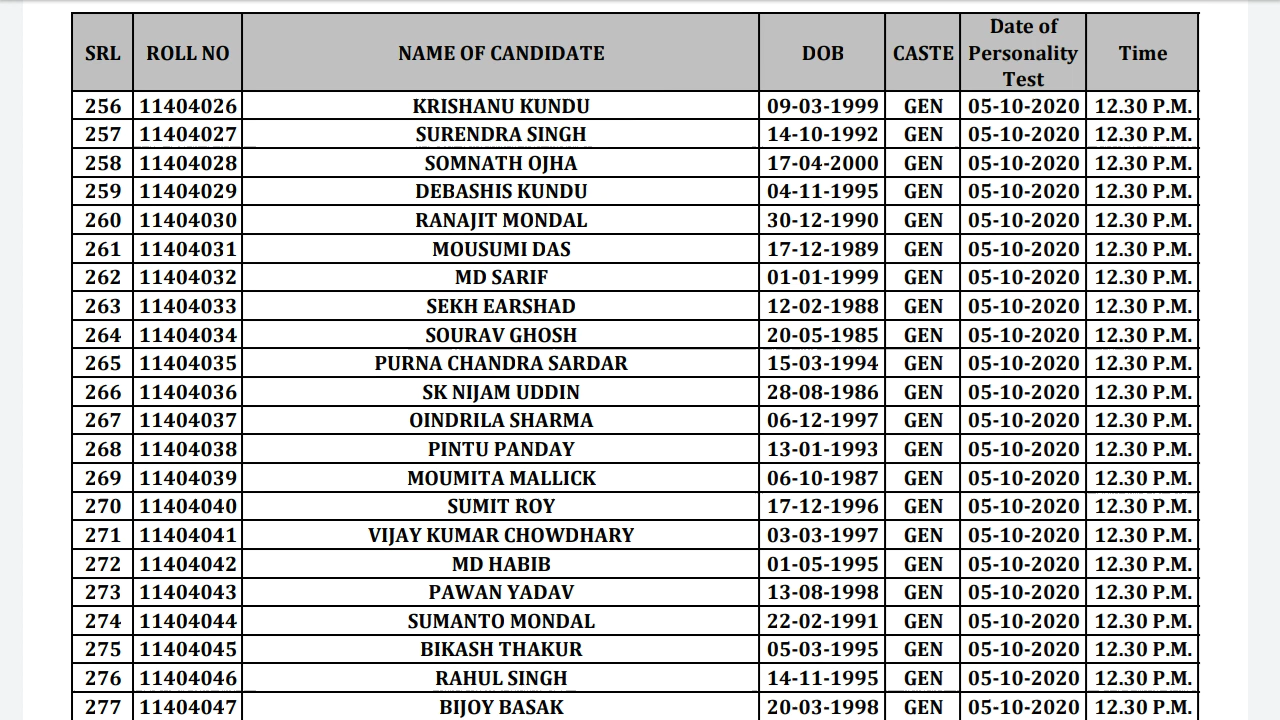 SRL ROLL NO NAME OF CANDIDATE DOB CASTE Date of Personality Test Time
256 11404026 KRISHANU KUNDU 09-03-1999 GEN 05-10-2020 12.30 P.M.
257 11404027 SURENDRA SINGH 14-10-1992 GEN 05-10-2020 12.30 P.M.
258 11404028 SOMNATH OJHA 17-04-2000 GEN 05-10-2020 12.30 P.M.
259 11404029 DEBASHIS KUNDU 04-11-1995 GEN 05-10-2020 12.30 P.M.
260 11404030 RANAJIT MONDAL 30-12-1990 GEN 05-10-2020 12.30 P.M.
261 11404031 MOUSUMI DAS 17-12-1989 GEN 05-10-2020 12.30 P.M.
262 11404032 MD SARIF 01-01-1999 GEN 05-10-2020 12.30 P.M.
263 11404033 SEKH EARSHAD 12-02-1988 GEN 05-10-2020 12.30 P.M.
264 11404034 SOURAV GHOSH 20-05-1985 GEN 05-10-2020 12.30 P.M.
265 11404035 PURNA CHANDRA SARDAR 15-03-1994 GEN 05-10-2020 12.30 P.M.
266 11404036 SK NIJAM UDDIN 28-08-1986 GEN 05-10-2020 12.30 P.M.
267 11404037 OINDRILA SHARMA 06-12-1997 GEN 05-10-2020 12.30 P.M.
268 11404038 PINTU PANDAY 13-01-1993 GEN 05-10-2020 12.30 P.M.
269 11404039 MOUMITA MALLICK 06-10-1987 GEN 05-10-2020 12.30 P.M.
270 11404040 SUMIT ROY 17-12-1996 GEN 05-10-2020 12.30 P.M.
271 11404041 VIJAY KUMAR CHOWDHARY 03-03-1997 GEN 05-10-2020 12.30 P.M.
272 11404042 MD HABIB 01-05-1995 GEN 05-10-2020 12.30 P.M.
273 11404043 PAWAN YADAV 13-08-1998 GEN 05-10-2020 12.30 P.M.
274 11404044 SUMANTO MONDAL 22-02-1991 GEN 05-10-2020 12.30 P.M.
275 11404045 BIKASH THAKUR 05-03-1995 GEN 05-10-2020 12.30 P.M.
276 11404046 RAHUL SINGH 14-11-1995 GEN 05-10-2020 12.30 P.M.
277 11404047 BIJOY BASAK 20-03-1998 GEN 05-10-2020 12.30 P.M.